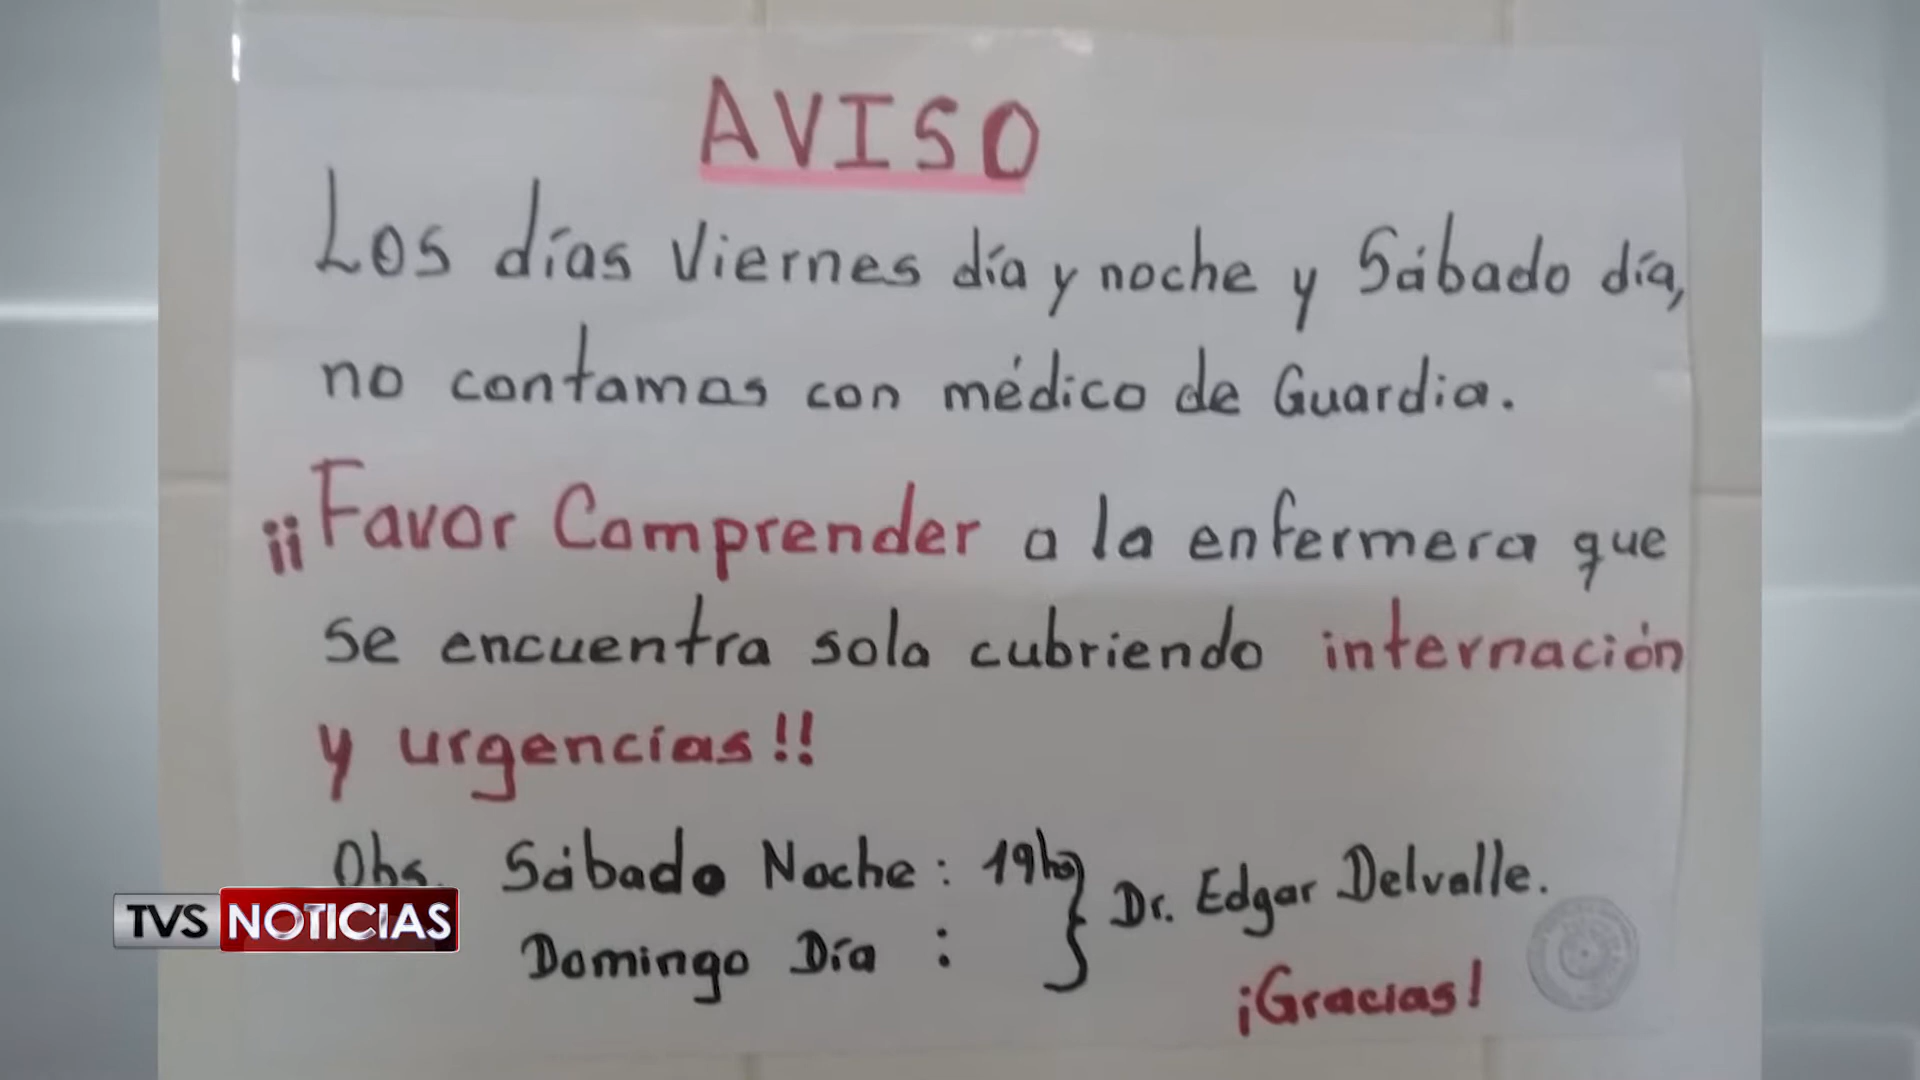 AVISO
Los días Viernes día y noche y Sábado día,
no contamos con médico de Guardia.
¡¡Favor Comprender a la enfermera que
se encuentra sola cubriendo internación
y urgencias!!
Obs. Sábado Noche: 19hs } Dr. Edgar Delvalle.
Domingo Día :
¡Gracias!
TVS NOTICIAS